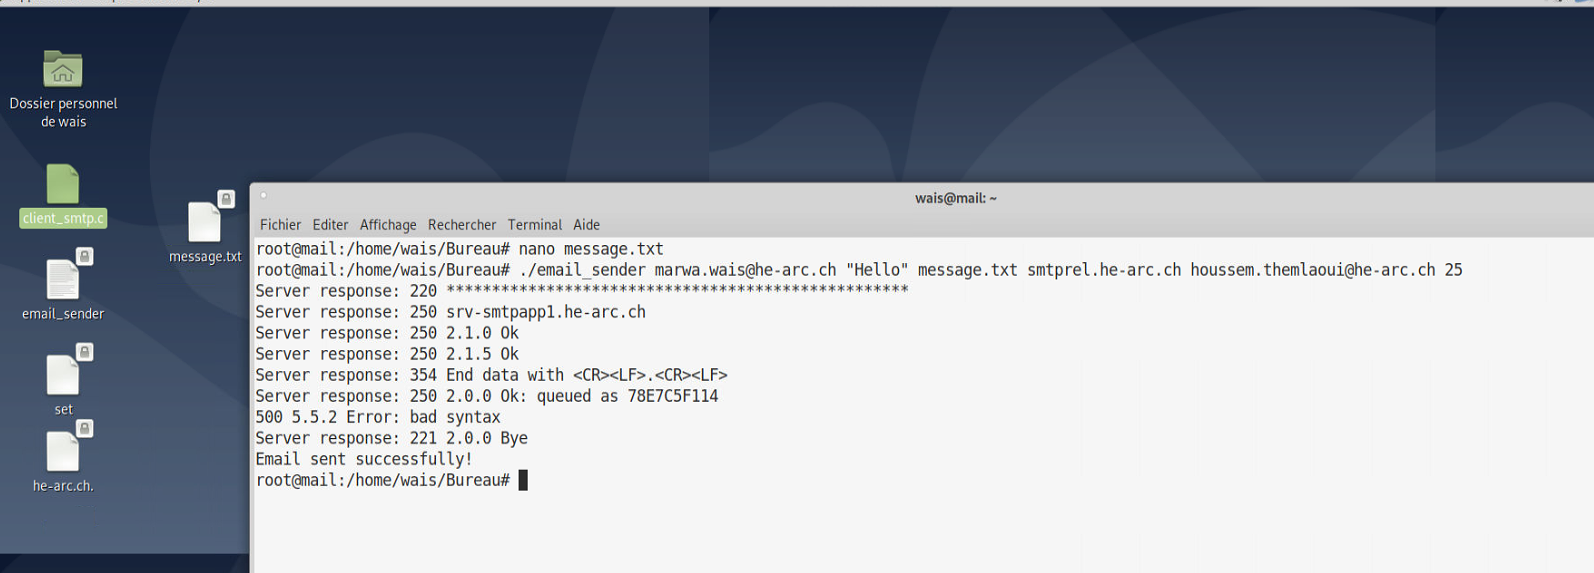 Dossier personnel
de wais
client_smtp.c
message.txt
email_sender
set
he-arc.ch.
wais@mail: ~
Fichier Editer Affichage Rechercher Terminal Aide
root@mail:/home/wais/Bureau# nano message.txt
root@mail:/home/wais/Bureau# ./email_sender marwa.wais@he-arc.ch "Hello" message.txt smtprel.he-arc.ch houssem.themlaoui@he-arc.ch 25
Server response: 220 ***************************************************
Server response: 250 srv-smtpapp1.he-arc.ch
Server response: 250 2.1.0 Ok
Server response: 250 2.1.5 Ok
Server response: 354 End data with <CR><LF>.<CR><LF>
Server response: 250 2.0.0 Ok: queued as 78E7C5F114
500 5.5.2 Error: bad syntax
Server response: 221 2.0.0 Bye
Email sent successfully!
root@mail:/home/wais/Bureau#